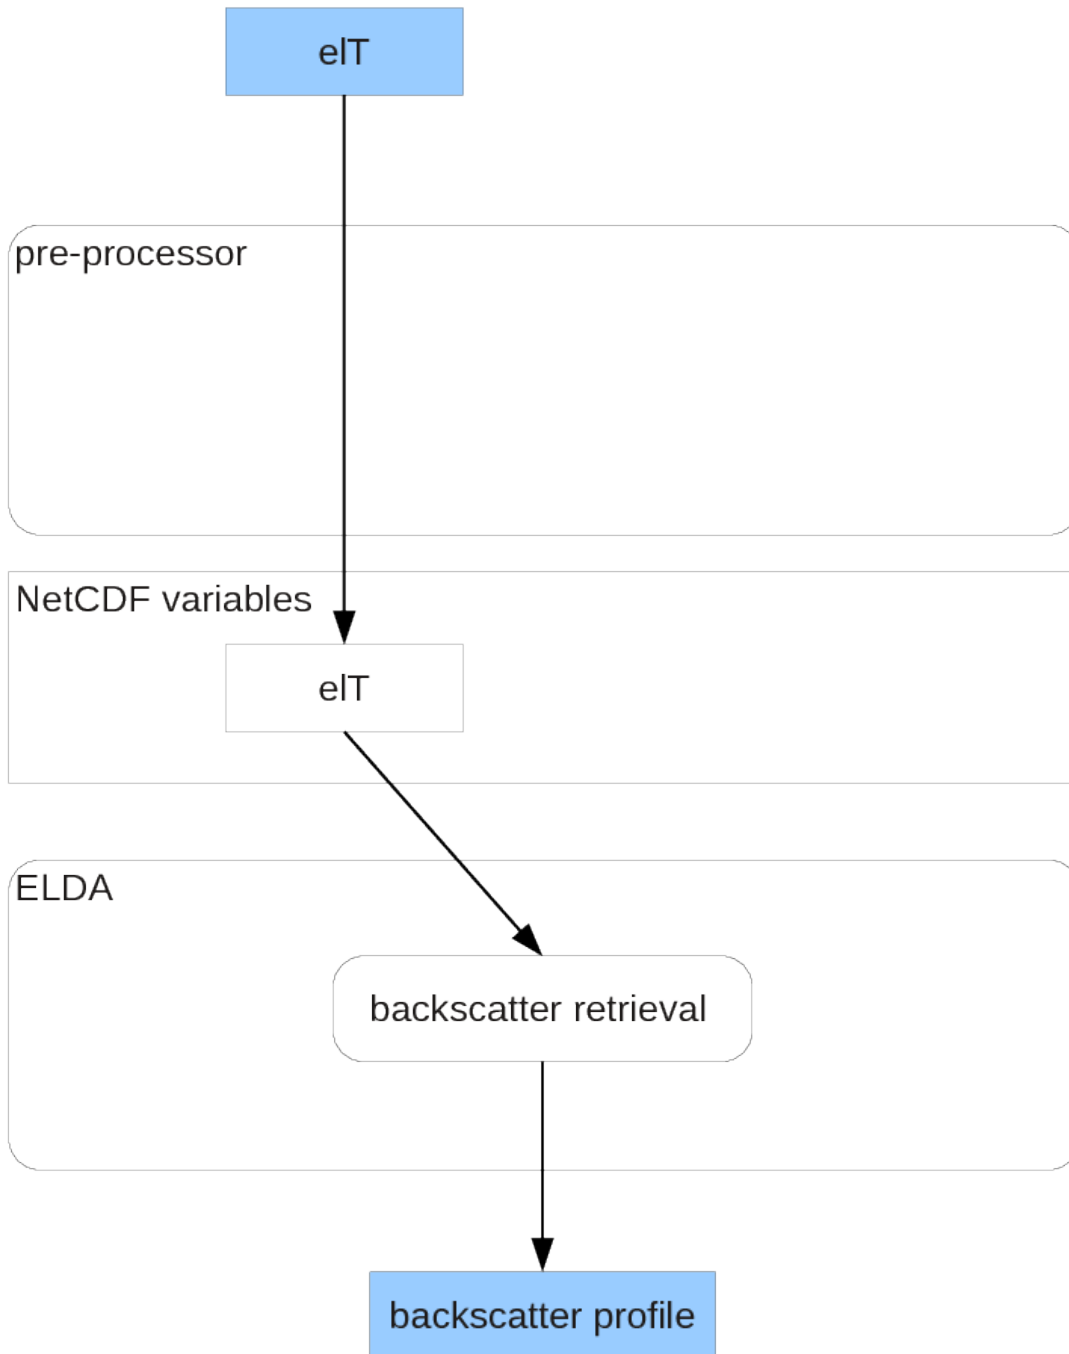 elT
pre-processor
NetCDF variables
elT
ELDA
backscatter retrieval
backscatter profile